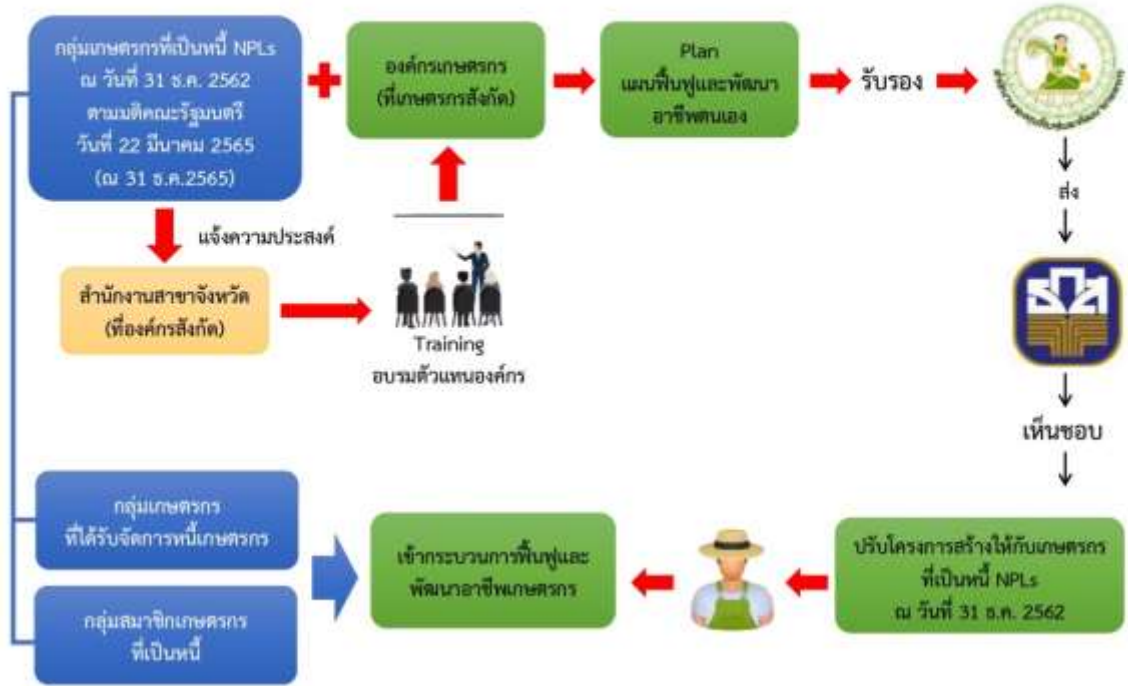 กลุ่มเกษตรกรที่เป็นหนี้ NPLs
ณ วันที่ 31 ธ.ค. 2562
ตามมติคณะรัฐมนตรี
วันที่ 22 มีนาคม 2565
(ณ 31 ธ.ค.2565)
องค์กรเกษตรกร
(ที่เกษตรกรสังกัด)
Plan
แผนฟื้นฟูและพัฒนา
อาชีพตนเอง
รับรอง
ส่ง
แจ้งความประสงค์
สำนักงานสาขาจังหวัด
(ที่องค์กรสังกัด)
Training
อบรมตัวแทนองค์กร
ธกส
เห็นชอบ
กลุ่มเกษตรกร
ที่ได้รับจัดการหนี้เกษตรกร
กลุ่มสมาชิกเกษตรกร
ที่เป็นหนี้
เข้ากระบวนการฟื้นฟูและ
พัฒนาอาชีพเกษตรกร
ปรับโครงการสร้างให้กับเกษตรกร
ที่เป็นหนี้ NPLs
ณ วันที่ 31 ธ.ค. 2562